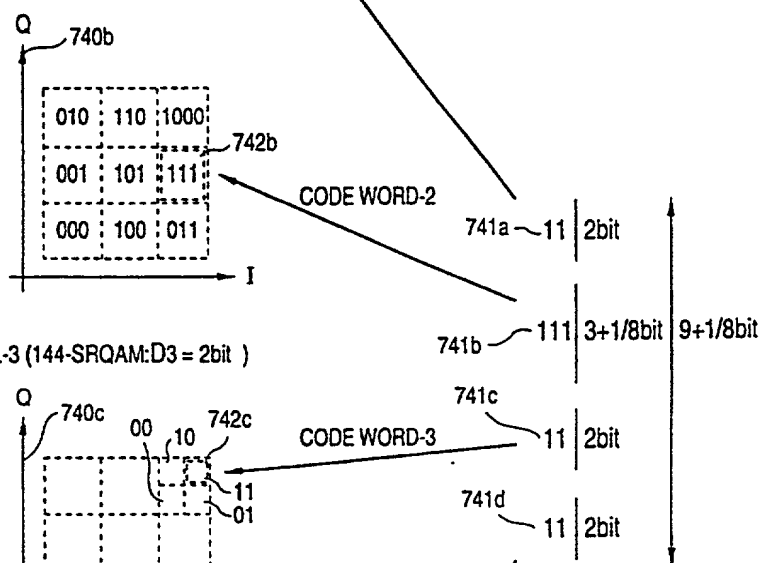 Q
740b
010 110 1000
742b
001 101 111
000 100 011
I
CODE WORD-2
741a 11 2bit
741b 111 3+1/8bit 9+1/8bit
-3 (144-SRQAM:D3 = 2bit )
Q
740c
00 10 742c
11
01
CODE WORD-3
741c
11 2bit
741d
11 2bit